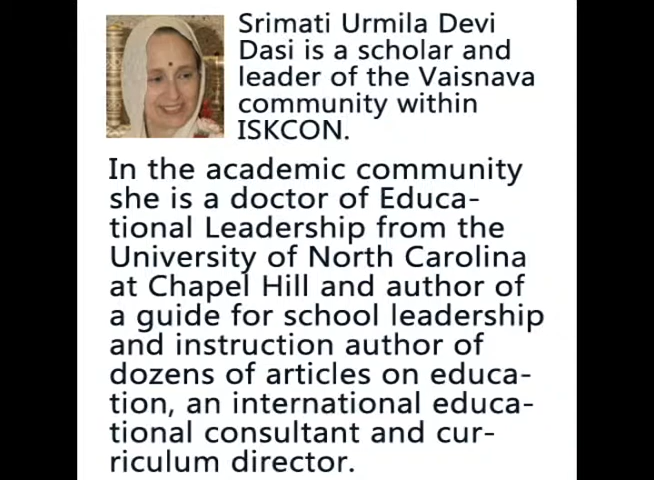 Srimati Urmila Devi
Dasi is a scholar and
leader of the Vaisnava
community within
ISKCON.
In the academic community
she is a doctor of Educa-
tional Leadership from the
University of North Carolina
at Chapel Hill and author of
a guide for school leadership
and instruction author of
dozens of articles on educa-
tion, an international educa-
tional consultant and cur-
riculum director.